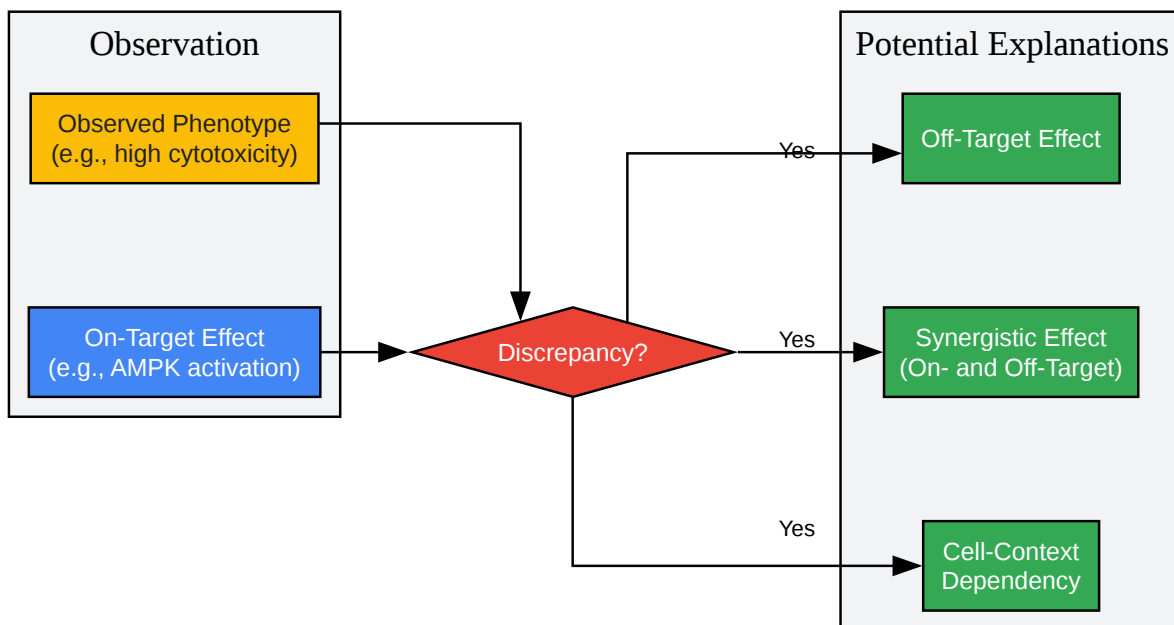 Observation
Observed Phenotype
(e.g., high cytotoxicity)
On-Target Effect
(e.g., AMPK activation)
Discrepancy?
Yes
Yes
Yes
Potential Explanations
Off-Target Effect
Synergistic Effect
(On- and Off-Target)
Cell-Context
Dependency